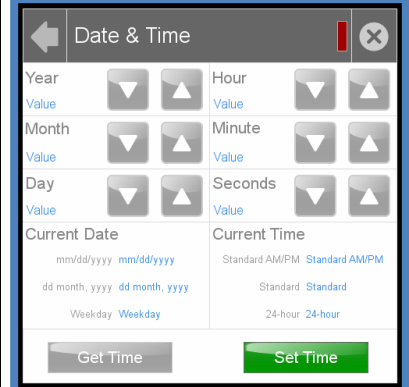 Date & Time
Year
Value
Hour
Value
Month
Value
Minute
Value
Day
Value
Seconds
Value
Current Date
mm/dd/yyyy mm/dd/yyyy
dd month, yyyy dd month, yyyy
Weekday Weekday
Current Time
Standard AM/PM Standard AM/PM
Standard Standard
24-hour 24-hour
Get Time
Set Time